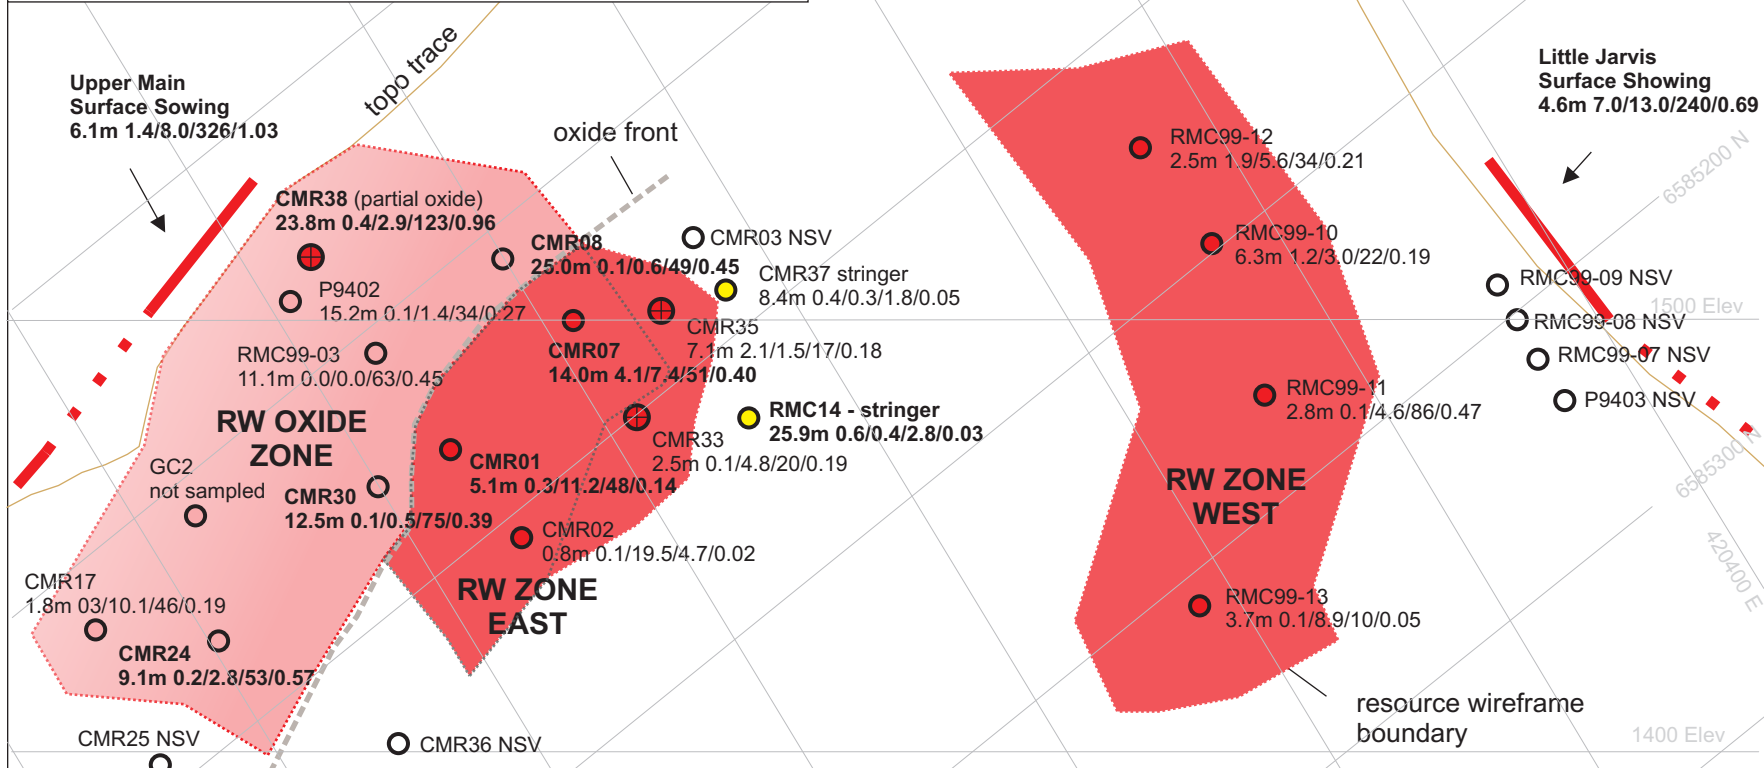 Upper Main
Surface Sowing
6.1m 1.4/8.0/326/1.03
topo trace
oxide front
CMR38 (partial oxide)
23.8m 0.4/2.9/123/0.96
P9402
15.2m 0.1/1.4/34/0.27
RMC99-03
11.1m 0.0/0.0/63/0.45
RW OXIDE
ZONE
GC2
not sampled
CMR30
12.5m 0.1/0.5/75/0.39
CMR17
1.8m 03/10.1/46/0.19
CMR24
9.1m 0.2/2.8/53/0.57
CMR25 NSV
CMR08
25.0m 0.1/0.6/49/0.45
CMR03 NSV
CMR37 stringer
8.4m 0.4/0.3/1.8/0.05
CMR35
7.1m 2.1/1.5/17/0.18
CMR07
14.0m 4.1/7.4/51/0.40
RMC14 - stringer
25.9m 0.6/0.4/2.8/0.03
CMR33
2.5m 0.1/4.8/20/0.19
CMR01
5.1m 0.3/11.2/48/0.14
CMR02
0.8m 0.1/19.5/4.7/0.02
RW ZONE
EAST
CMR36 NSV
RMC99-12
2.5m 1.9/5.6/34/0.21
RMC99-10
6.3m 1.2/3.0/22/0.19
RMC99-11
2.8m 0.1/4.6/86/0.47
RW ZONE
WEST
RMC99-13
3.7m 0.1/8.9/10/0.05
resource wireframe
boundary
Little Jarvis
Surface Showing
4.6m 7.0/13.0/240/0.69
6585200 N
RMC99-09 NSV
1500 Elev
RMC99-08 NSV
RMC99-07 NSV
P9403 NSV
6585300 N
420400 E
1400 Elev